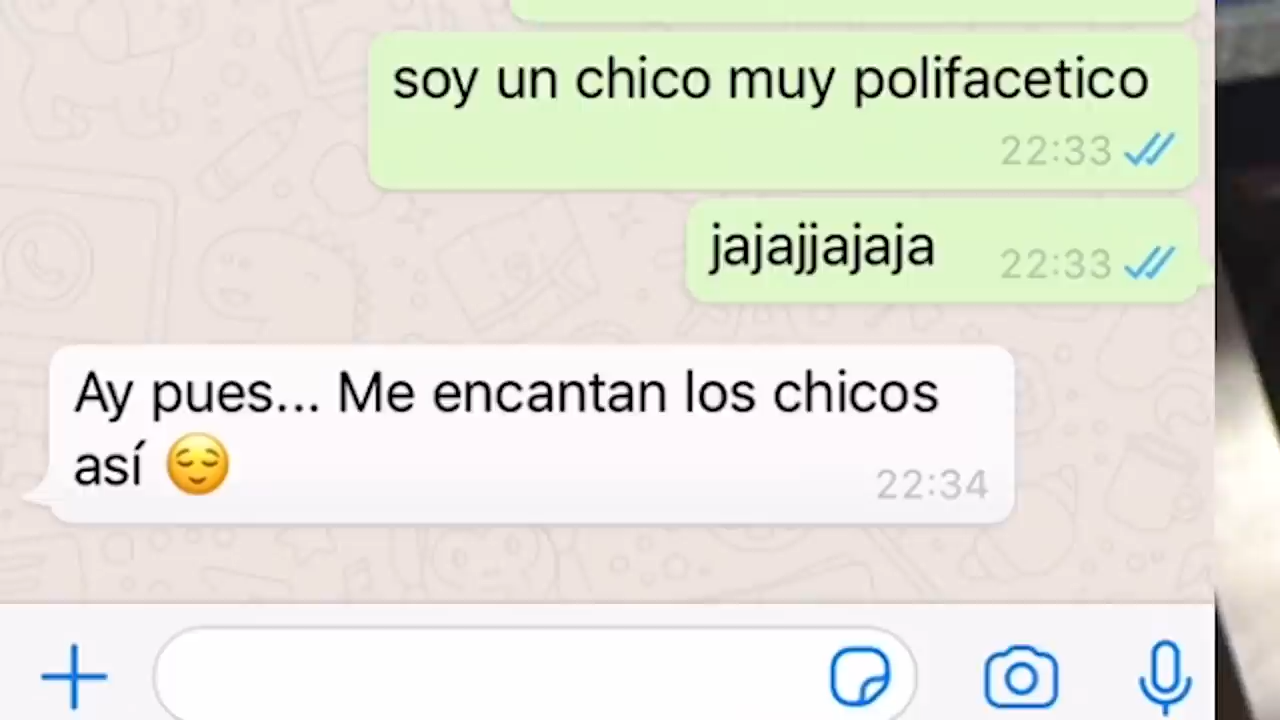 soy un chico muy polifacetico
22:33
jajajjajaja 22:33
Ay pues... Me encantan los chicos
así 😌
22:34